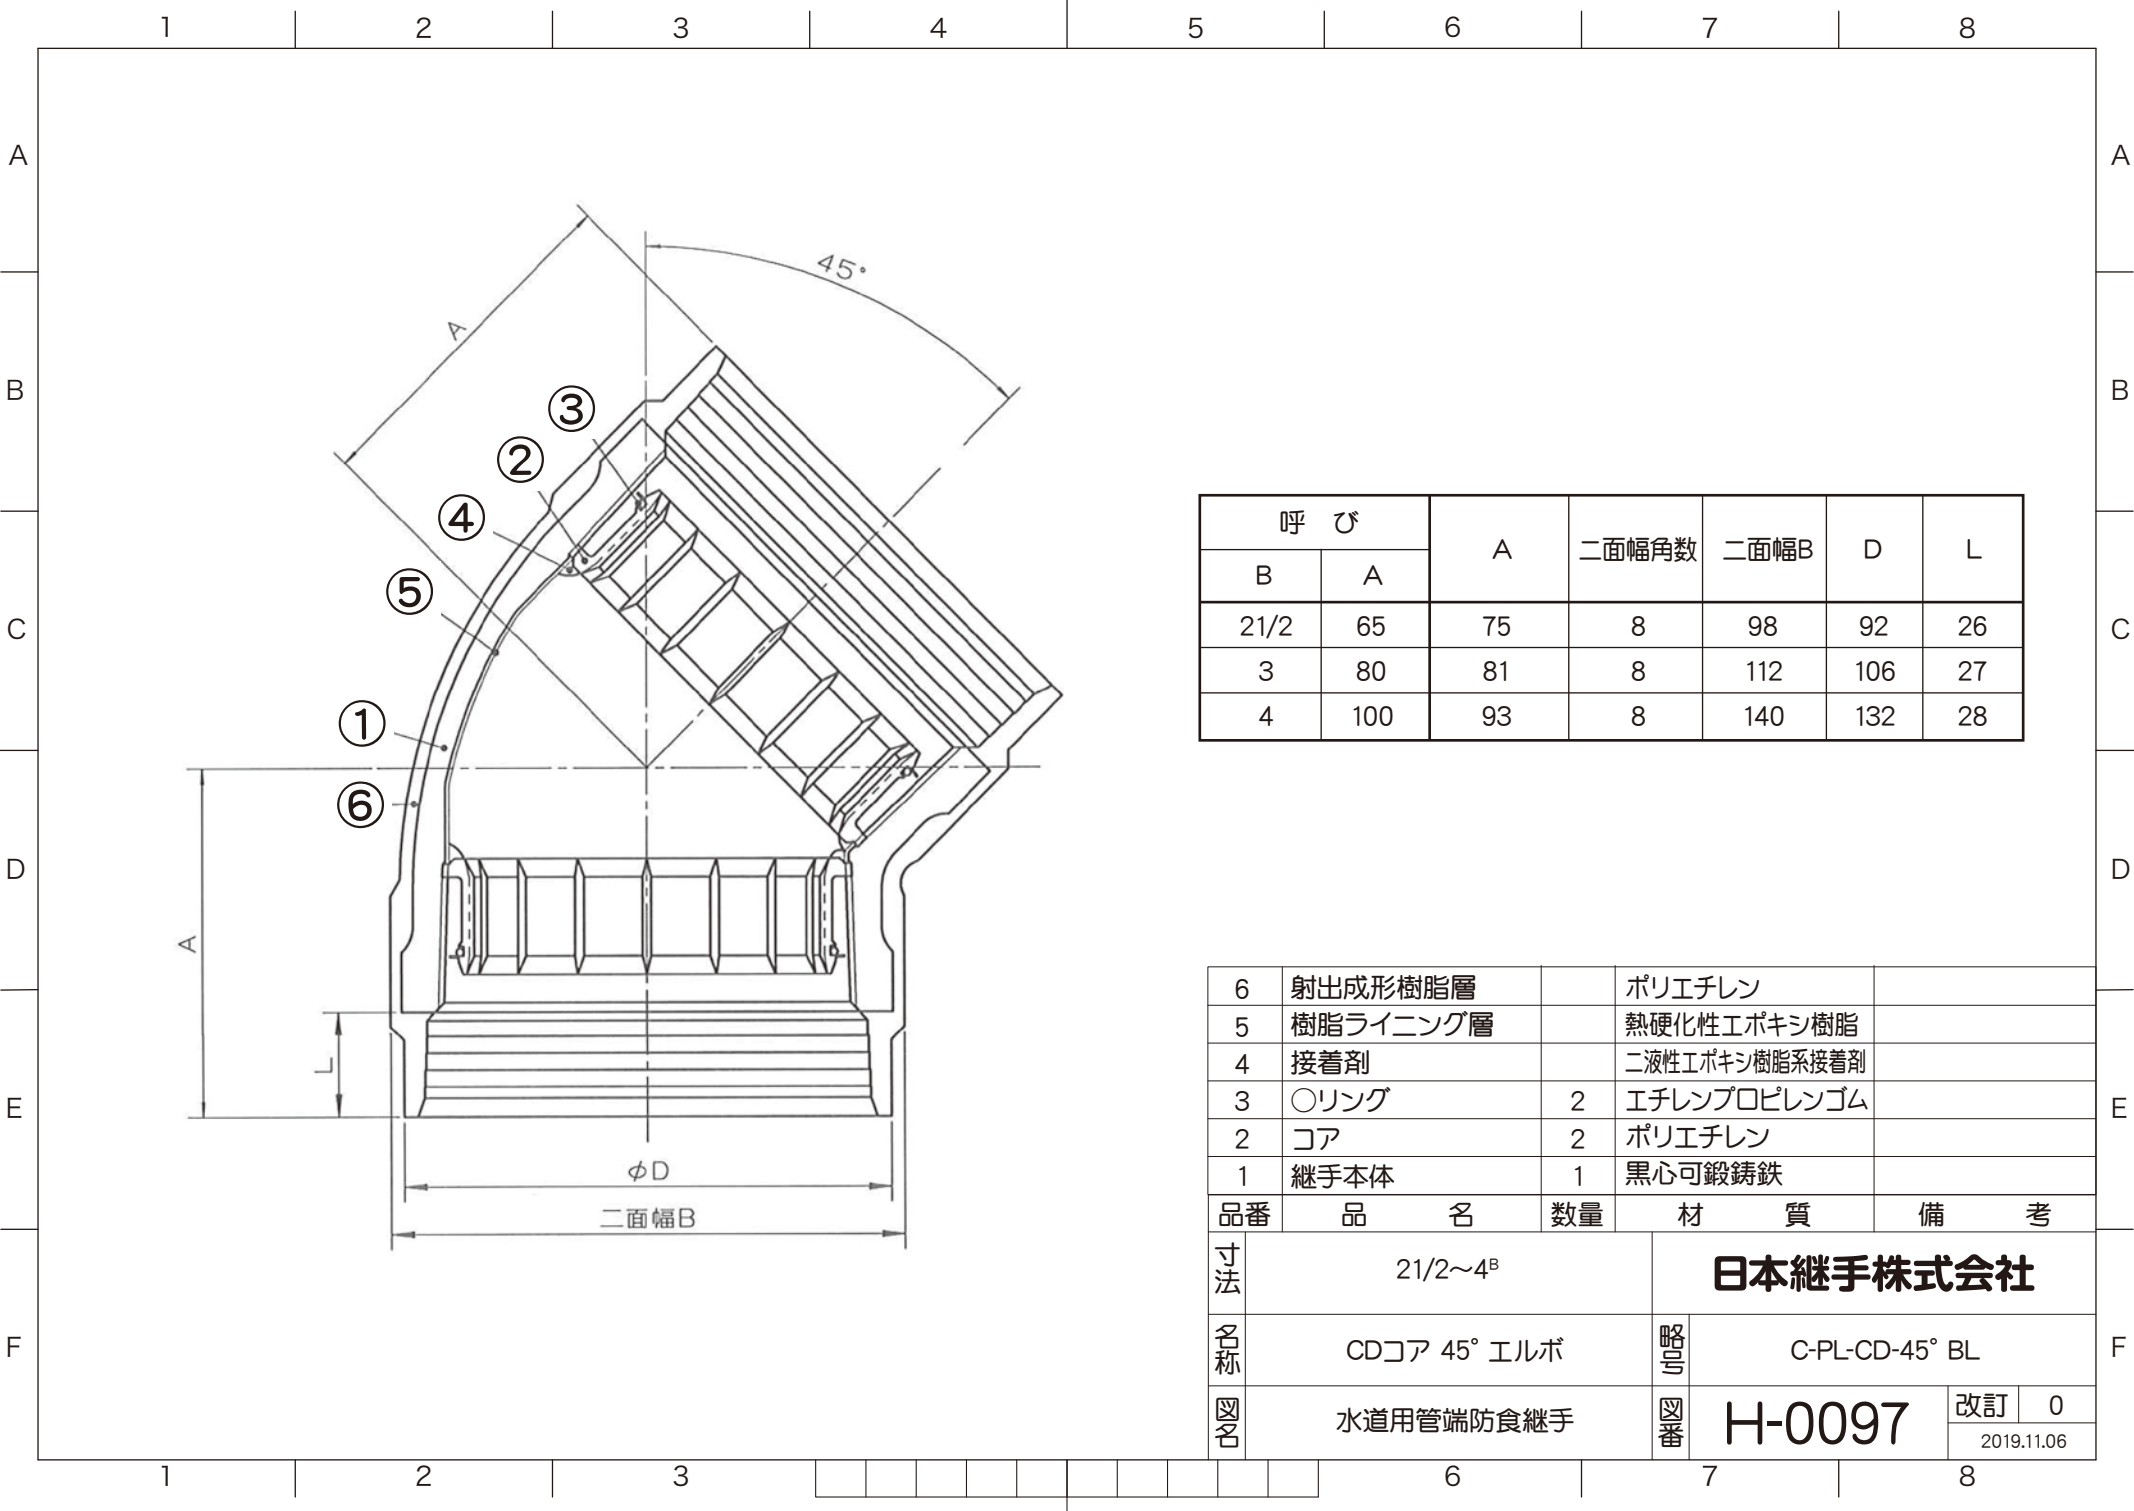 1 2 3 4 5 6 7 8
A A
B B
C C
D D
E E
F F
45°
A
③
②
④
⑤
①
⑥
A
L
φD
二面幅B
呼 び A 二面幅角数 二面幅B D L
B A
21/2 65 75 8 98 92 26
3 80 81 8 112 106 27
4 100 93 8 140 132 28
6 射出成形樹脂層 ポリエチレン
5 樹脂ライニング層 熱硬化性エポキシ樹脂
4 接着剤 二液性エポキシ樹脂系接着剤
3 〇リング 2 エチレンプロピレンゴム
2 コア 2 ポリエチレン
1 継手本体 1 黒心可鍛鋳鉄
品番 品 名 数量 材 質 備 考
寸法 21/2〜4ᴮ 日本継手株式会社
名称 CDコア 45° エルボ 略号 C-PL-CD-45° BL
図名 水道用管端防食継手 図番 H-0097 改訂 0
2019.11.06
1 2 3 6 7 8